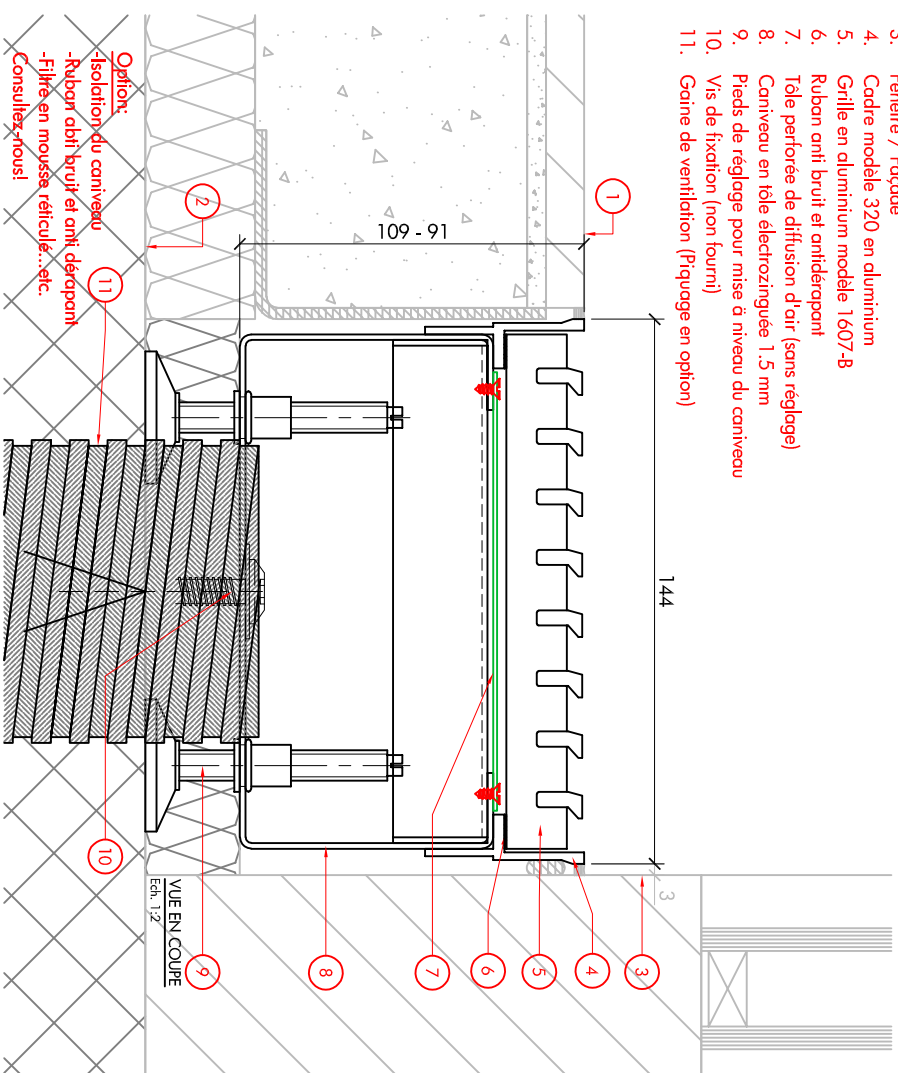 3. Fenêtre / Façade
4. Cadre modèle 320 en aluminium
5. Grille en aluminium modèle 1607-B
6. Ruban anti bruit et antidérapant
7. Tôle perforée de diffusion d'air (sans réglage)
8. Caniveau en tôle électrozinguée 1.5 mm
9. Pieds de réglage pour mise à niveau du caniveau
10. Vis de fixation (non fourni)
11. Gaine de ventilation (Piquage en option)
1
2
109 - 91
144
3
3
4
5
6
7
8
9
10
11
Option:
-Isolation du caniveau
-Ruban abti bruit et anti dérapant
-Filtre en mousse réticulé...etc.
Consultez-nous!
VUE EN COUPE
Ech. 1:2